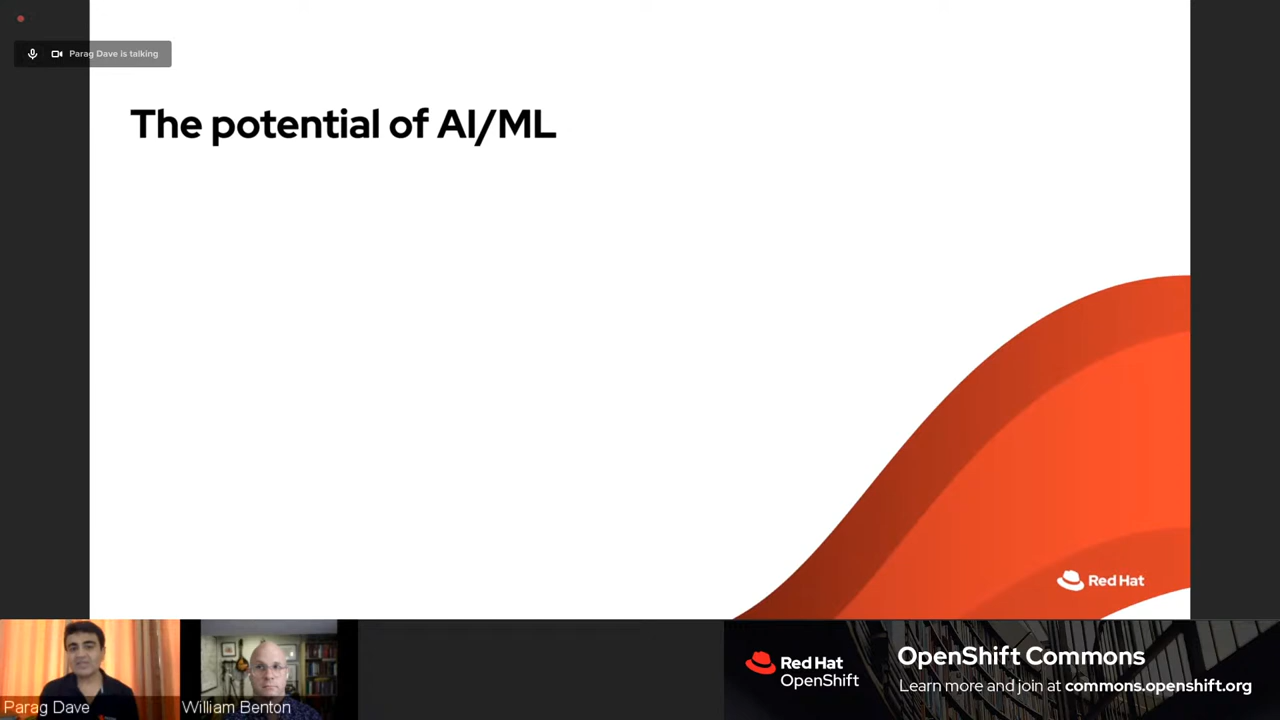 Parag Dave is talking
The potential of AI/ML
Red Hat
Parag Dave
William Benton
Red Hat
OpenShift
OpenShift Commons
Learn more and join at commons.openshift.org